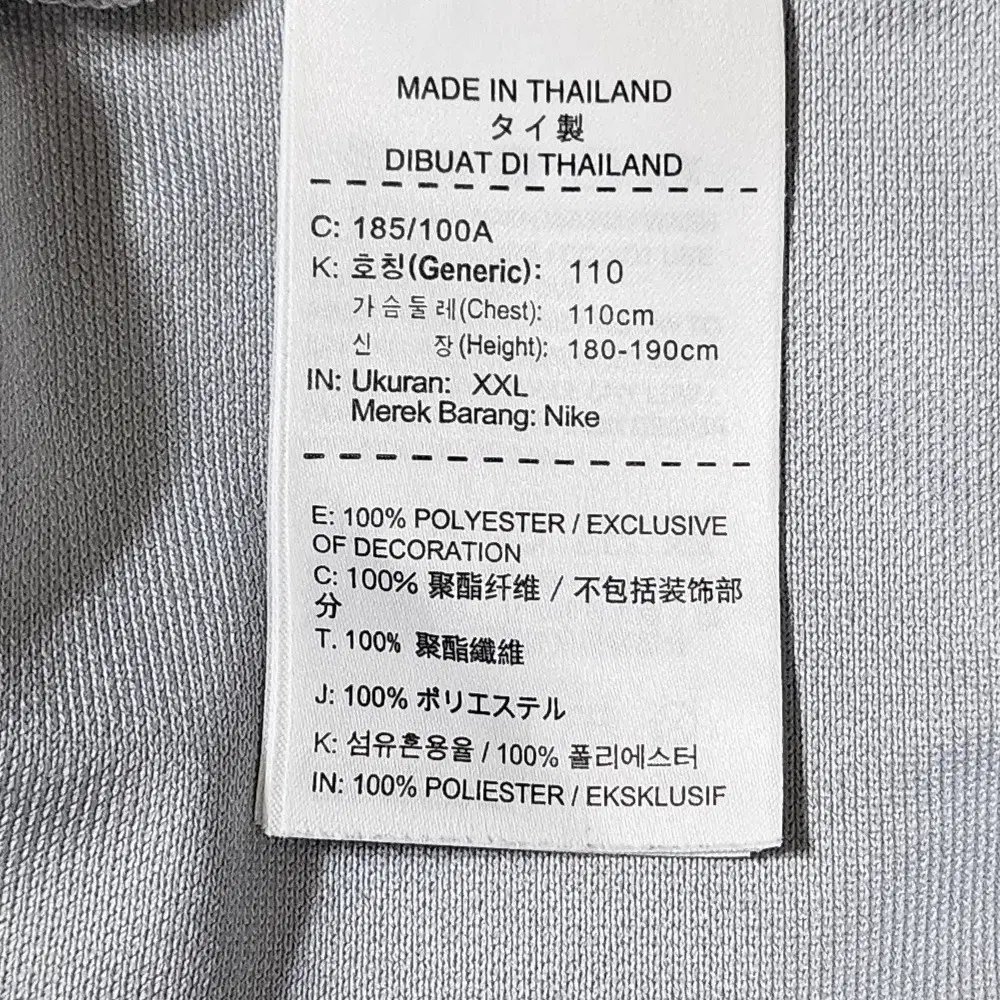 MADE IN THAILAND
タイ製
DIBUAT DI THAILAND
C: 185/100A
K: 호칭(Generic): 110
가슴둘레(Chest): 110cm
신 장(Height): 180-190cm
IN: Ukuran: XXL
Merek Barang: Nike
E: 100% POLYESTER / EXCLUSIVE
OF DECORATION
C: 100% 聚酯纤维 / 不包括装饰部
分
T. 100% 聚酯纖維
J: 100% ポリエステル
K: 섬유혼용율 / 100% 폴리에스터
IN: 100% POLIESTER / EKSKLUSIF